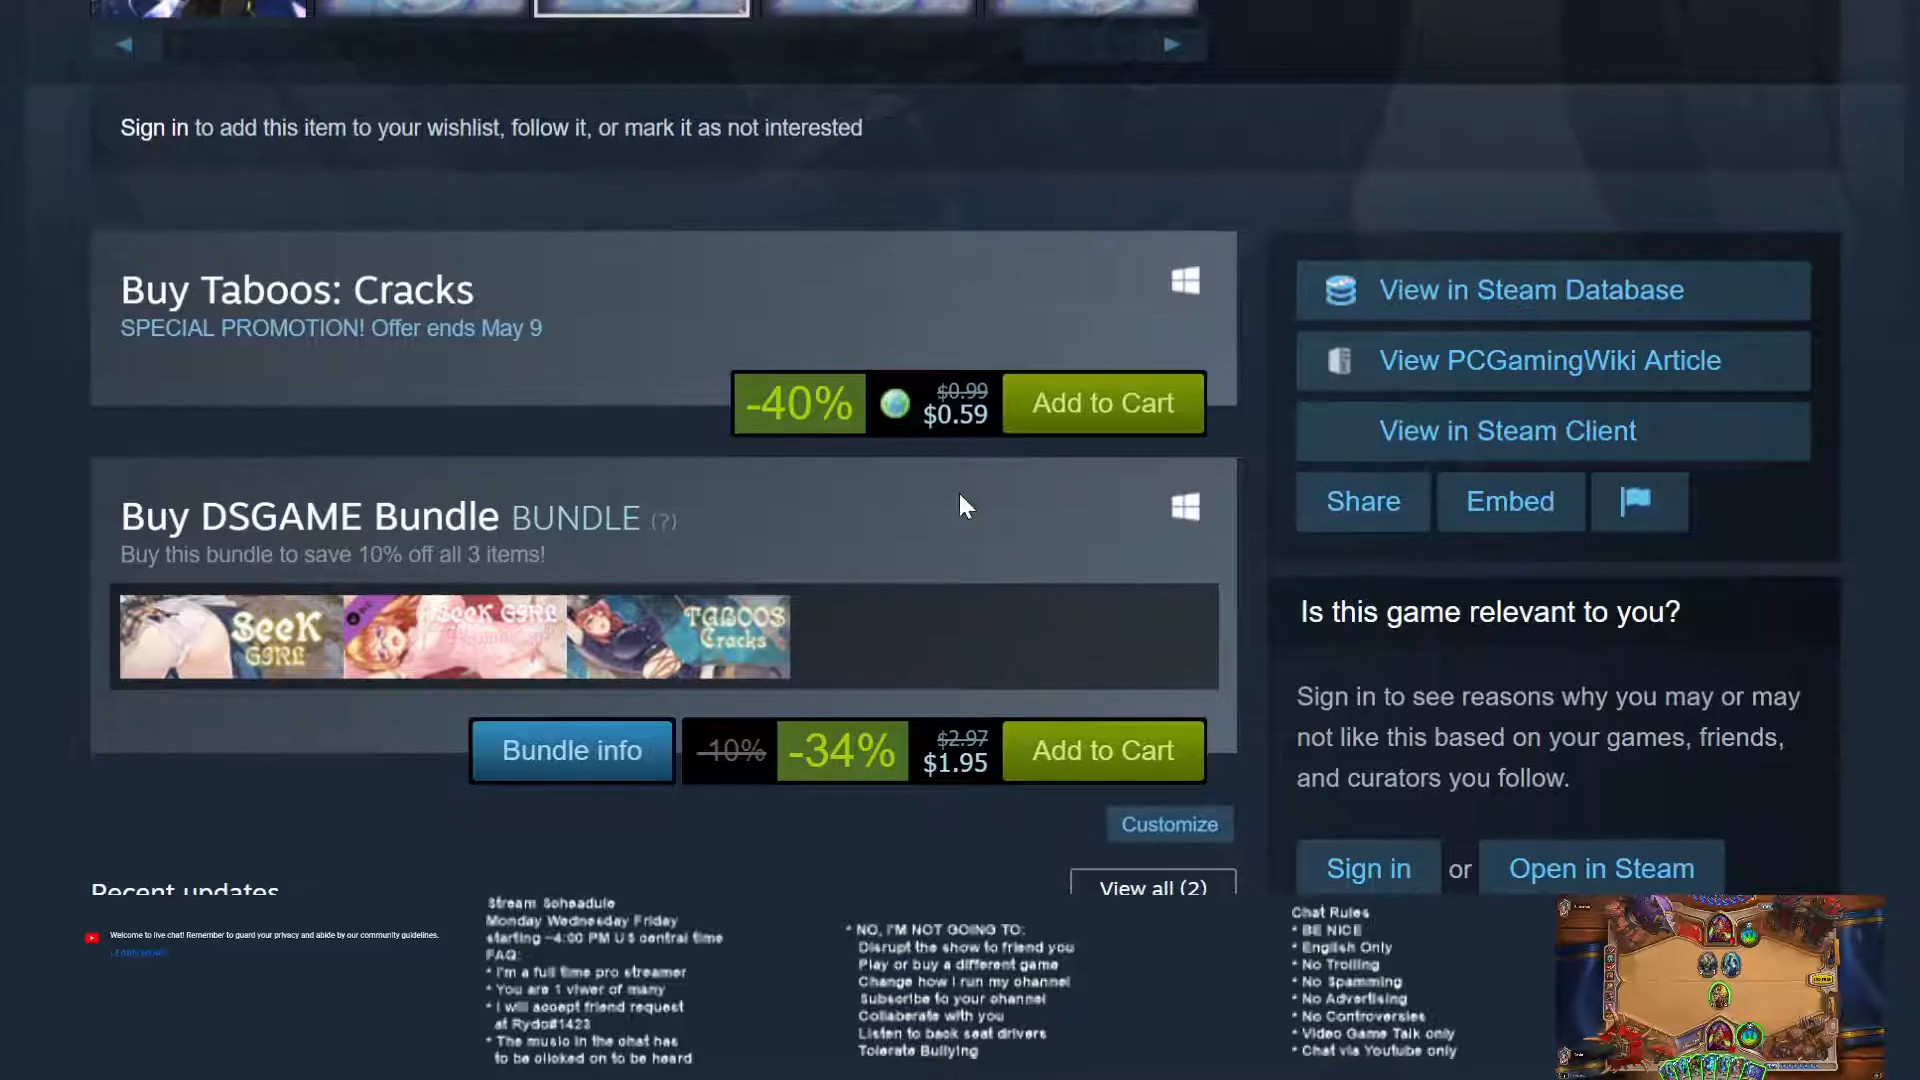 Sign in to add this item to your wishlist, follow it, or mark it as not interested
Buy Taboos: Cracks
SPECIAL PROMOTION! Offer ends May 9
-40%
$0.99
$0.59
Add to Cart
Buy DSGAME Bundle BUNDLE (?)
Buy this bundle to save 10% off all 3 items!
SeeK GIRL
SeeK GIRL
TABOOS Cracks
Bundle info
-10%
-34%
$2.97
$1.95
Add to Cart
Customize
Recent updates
View all (2)
View in Steam Database
View PCGamingWiki Article
View in Steam Client
Share
Embed
Is this game relevant to you?
Sign in to see reasons why you may or may
not like this based on your games, friends,
and curators you follow.
Sign in or Open in Steam
Welcome to live chat! Remember to guard your privacy and abide by our community guidelines.
LEARN MORE
Stream Scheadule
Monday Wednesday Friday
starting ~4:00 PM US central time
FAQ:
* I'm a full time pro streamer
* You are 1 viwer of many
* I will accept friend request
at Rydo#1423
* The music in the chat has
to be clicked on to be heard
* NO, I'M NOT GOING TO:
Disrupt the show to friend you
Play or buy a different game
Change how I run my channel
Subscribe to your channel
Collaberate with you
Listen to back seat drivers
Tolerate Bullying
Chat Rules
* BE NICE
* English Only
* No Trolling
* No Spamming
* No Advertising
* No Controversies
* Video Game Talk only
* Chat via Youtube only